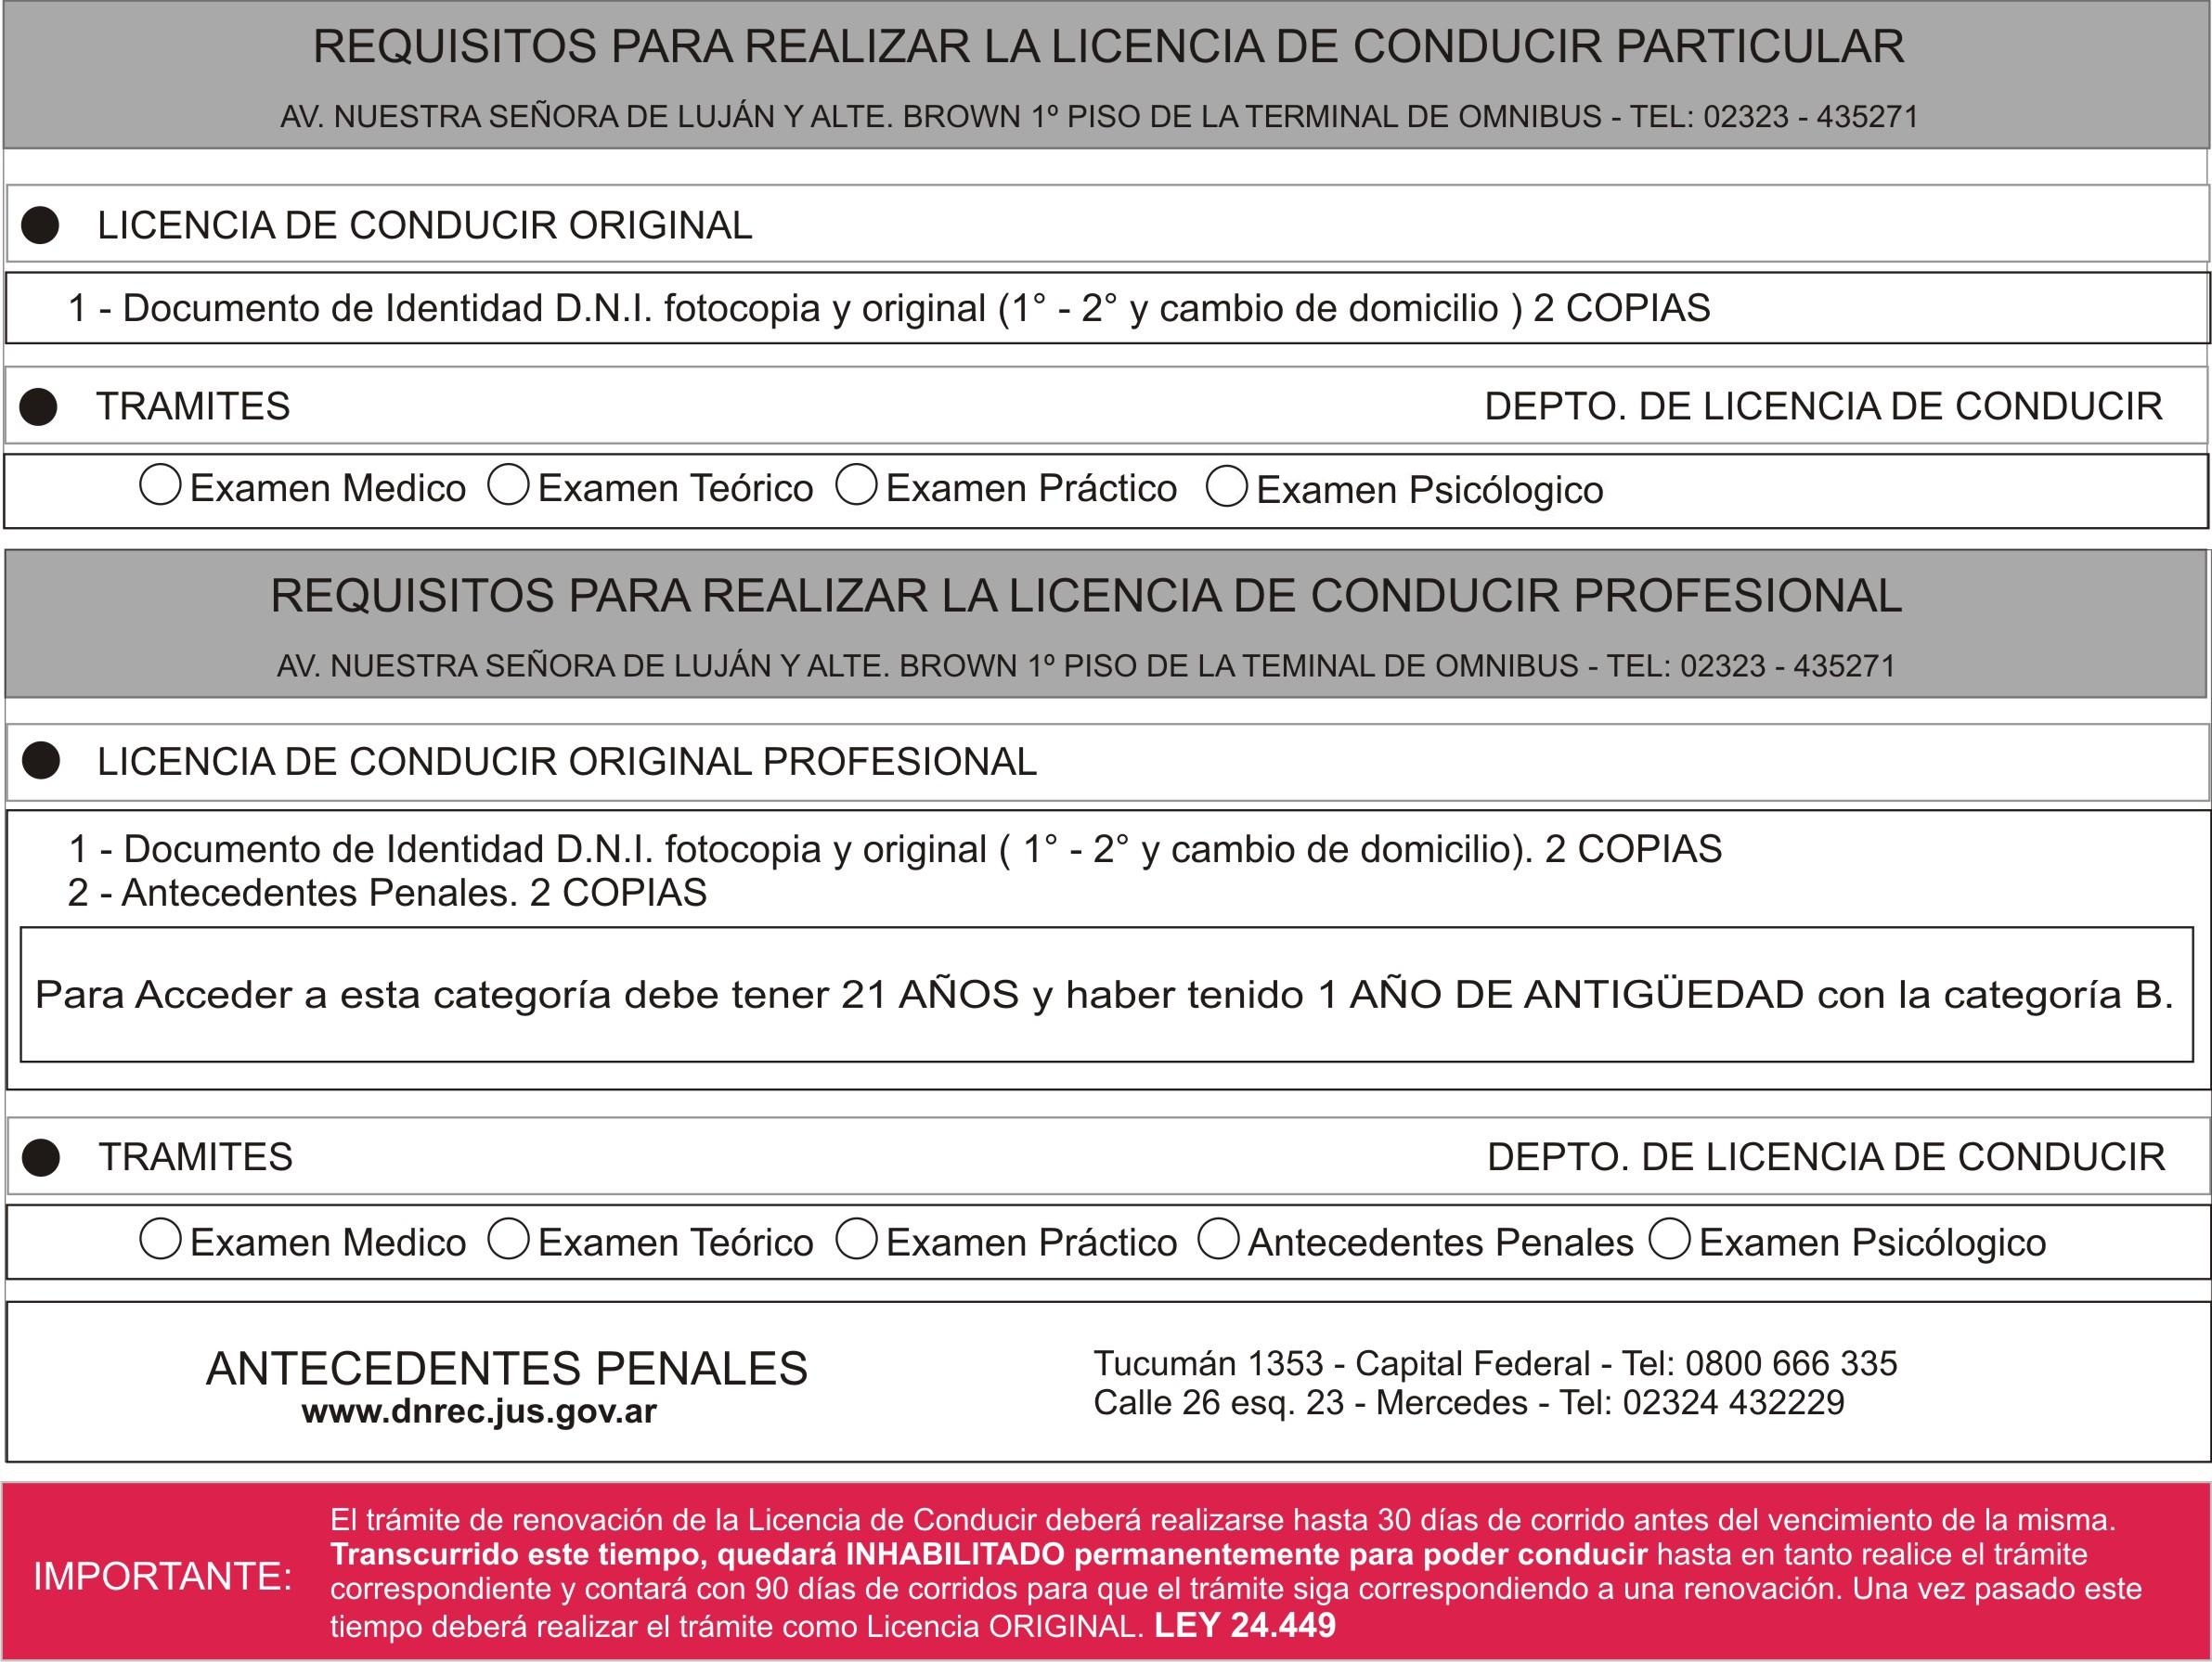 REQUISITOS PARA REALIZAR LA LICENCIA DE CONDUCIR PARTICULAR
AV. NUESTRA SEÑORA DE LUJÁN Y ALTE. BROWN 1º PISO DE LA TERMINAL DE OMNIBUS - TEL: 02323 - 435271
LICENCIA DE CONDUCIR ORIGINAL
1 - Documento de Identidad D.N.I. fotocopia y original (1° - 2° y cambio de domicilio ) 2 COPIAS
TRAMITES DEPTO. DE LICENCIA DE CONDUCIR
Examen Medico Examen Teórico Examen Práctico Examen Psicólogico
REQUISITOS PARA REALIZAR LA LICENCIA DE CONDUCIR PROFESIONAL
AV. NUESTRA SEÑORA DE LUJÁN Y ALTE. BROWN 1º PISO DE LA TEMINAL DE OMNIBUS - TEL: 02323 - 435271
LICENCIA DE CONDUCIR ORIGINAL PROFESIONAL
1 - Documento de Identidad D.N.I. fotocopia y original ( 1° - 2° y cambio de domicilio). 2 COPIAS
2 - Antecedentes Penales. 2 COPIAS
Para Acceder a esta categoría debe tener 21 AÑOS y haber tenido 1 AÑO DE ANTIGÜEDAD con la categoría B.
TRAMITES DEPTO. DE LICENCIA DE CONDUCIR
Examen Medico Examen Teórico Examen Práctico Antecedentes Penales Examen Psicólogico
ANTECEDENTES PENALES
www.dnrec.jus.gov.ar
Tucumán 1353 - Capital Federal - Tel: 0800 666 335
Calle 26 esq. 23 - Mercedes - Tel: 02324 432229
IMPORTANTE:
El trámite de renovación de la Licencia de Conducir deberá realizarse hasta 30 días de corrido antes del vencimiento de la misma.
Transcurrido este tiempo, quedará INHABILITADO permanentemente para poder conducir hasta en tanto realice el trámite
correspondiente y contará con 90 días de corridos para que el trámite siga correspondiendo a una renovación. Una vez pasado este
tiempo deberá realizar el trámite como Licencia ORIGINAL. LEY 24.449